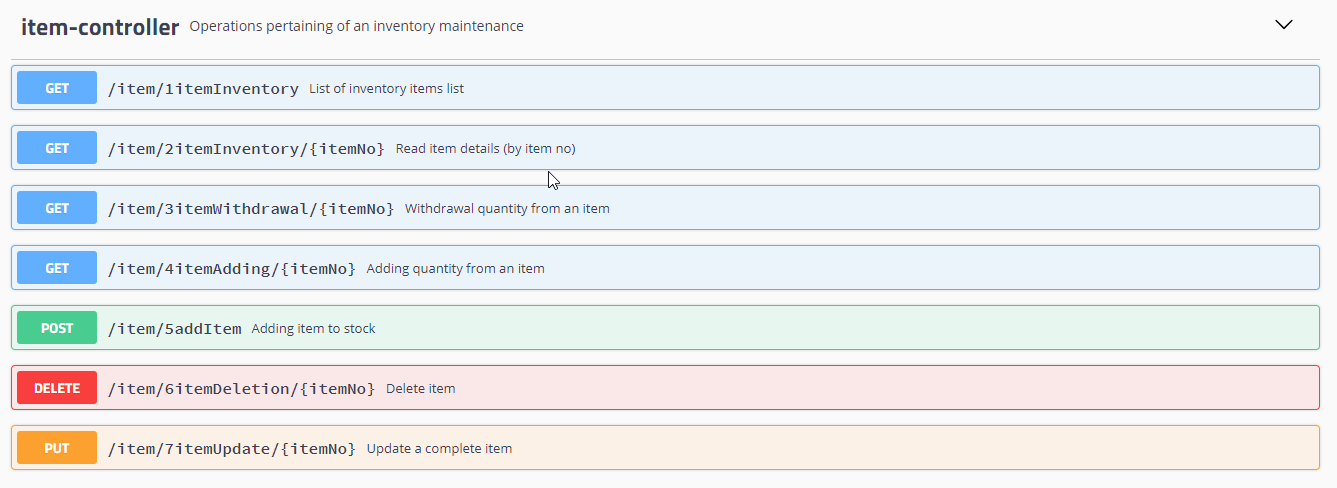 item-controller Operations pertaining of an inventory maintenance
GET /item/1itemInventory List of inventory items list
GET /item/2itemInventory/{itemNo} Read item details (by item no)
GET /item/3itemWithdrawal/{itemNo} Withdrawal quantity from an item
GET /item/4itemAdding/{itemNo} Adding quantity from an item
POST /item/5addItem Adding item to stock
DELETE /item/6itemDeletion/{itemNo} Delete item
PUT /item/7itemUpdate/{itemNo} Update a complete item